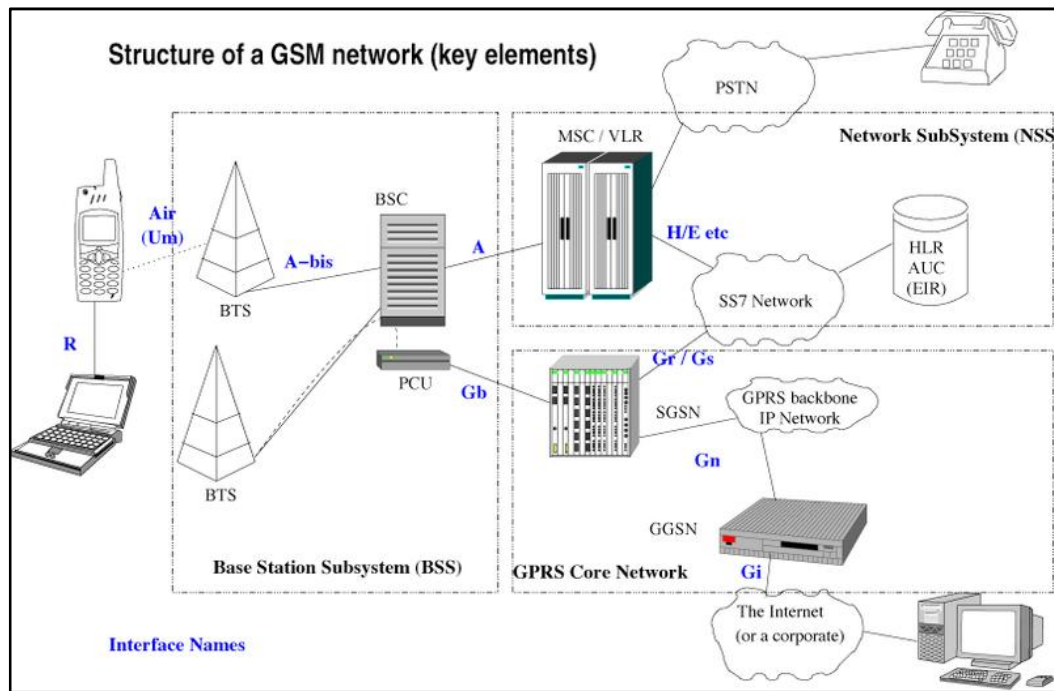 Structure of a GSM network (key elements)
PSTN
Network SubSystem (NSS
MSC / VLR
BSC
Air
(Um)
A-bis
A
H/E etc
HLR
AUC
(EIR)
SS7 Network
BTS
R
PCU
Gb
Gr / Gs
SGSN
GPRS backbone
IP Network
Gn
BTS
GGSN
Base Station Subsystem (BSS)
GPRS Core Network
Gi
The Internet
(or a corporate)
Interface Names